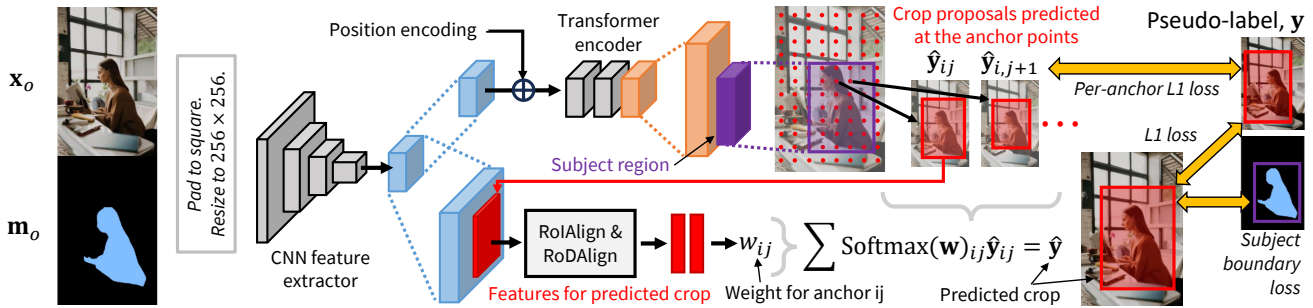 x_o
m_o
Pad to square.
Resize to 256 × 256.
CNN feature
extractor
Position encoding
Transformer
encoder
Subject region
Crop proposals predicted
at the anchor points
ŷ_ij
ŷ_i,j+1
Pseudo-label, y
Per-anchor L1 loss
L1 loss
RoIAlign &
RoDAlign
Features for predicted crop
w_ij
Weight for anchor ij
∑ Softmax(w)_ij ŷ_ij = ŷ
Predicted crop
Subject
boundary
loss